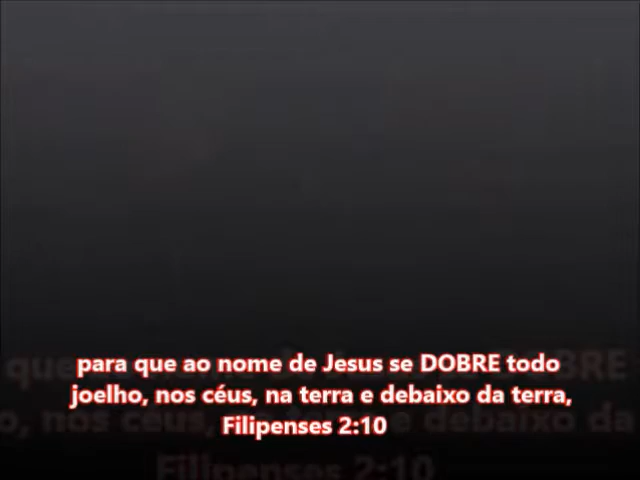 para que ao nome de Jesus se DOBRE todo
joelho, nos céus, na terra e debaixo da terra,
Filipenses 2:10